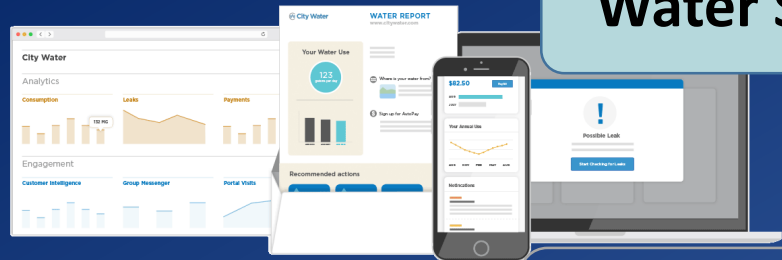 Water S
City Water
Analytics
Consumption
Leaks
Payments
152 MG
Engagement
Customer Intelligence
Group Messenger
Portal Visits
City Water
WATER REPORT
www.citywater.com
Your Water Use
123
Where is your water from?
Sign up for AutoPay
Recommended actions
$82.50
Your Annual Use
Notifications
Possible Leak
Start Checking for Leaks